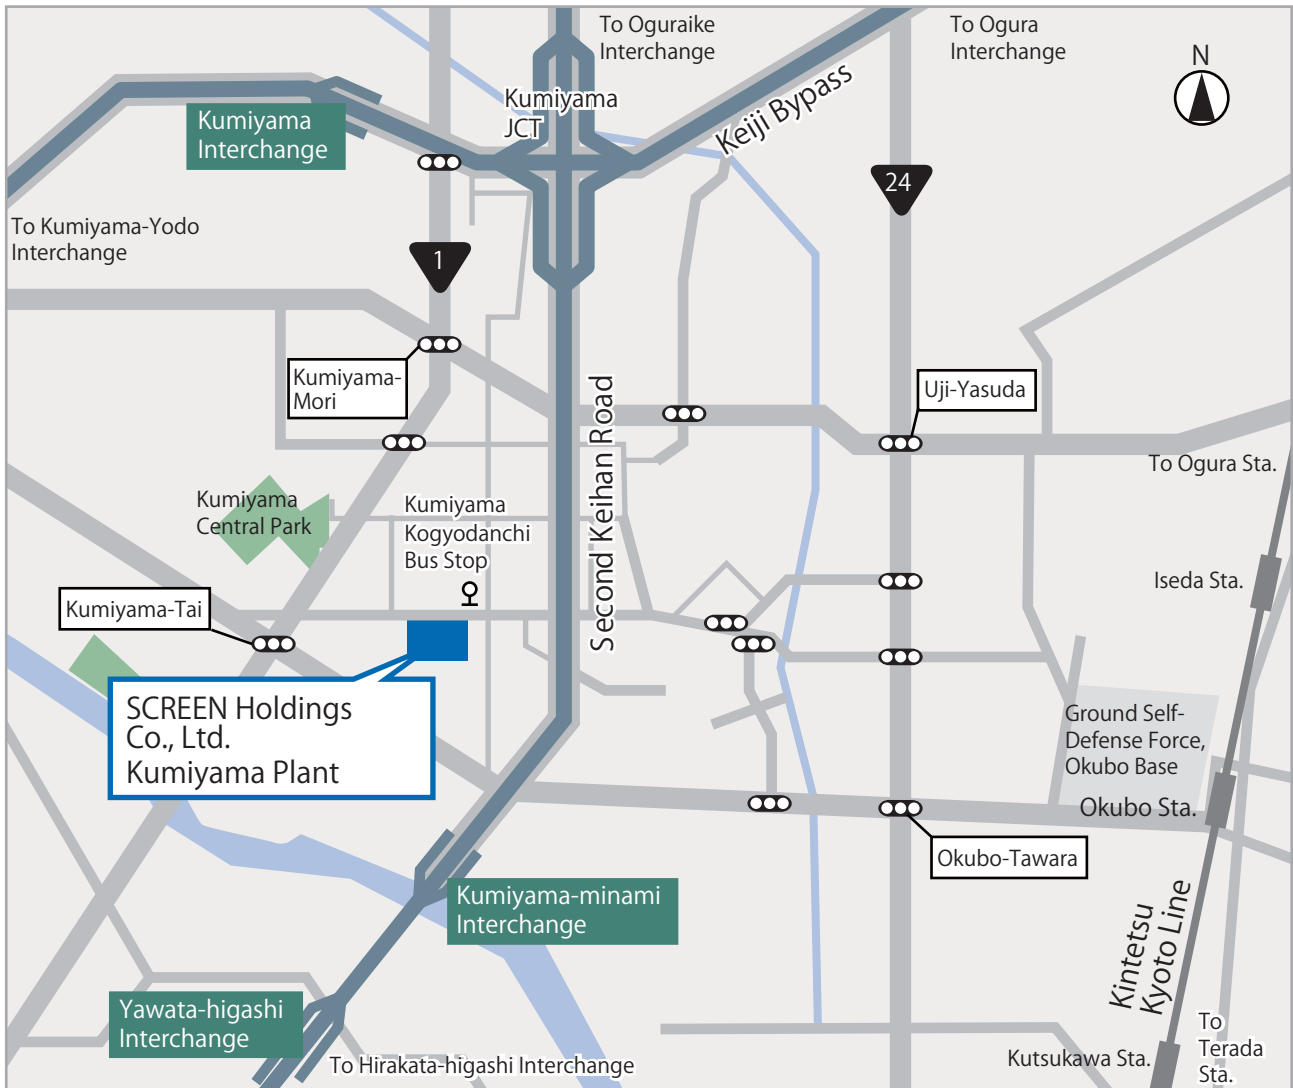 To Oguraike
Interchange
To Ogura
Interchange
N
Kumiyama
JCT
Keiji Bypass
Kumiyama
Interchange
24
To Kumiyama-Yodo
Interchange
1
Kumiyama-
Mori
Uji-Yasuda
Second Keihan Road
To Ogura Sta.
Kumiyama
Central Park
Kumiyama
Kogyodanchi
Bus Stop
Iseda Sta.
Kumiyama-Tai
SCREEN Holdings
Co., Ltd.
Kumiyama Plant
Ground Self-
Defense Force,
Okubo Base
Okubo Sta.
Okubo-Tawara
Kumiyama-minami
Interchange
Kintetsu
Kyoto Line
Yawata-higashi
Interchange
To Hirakata-higashi Interchange
Kutsukawa Sta.
To
Terada
Sta.